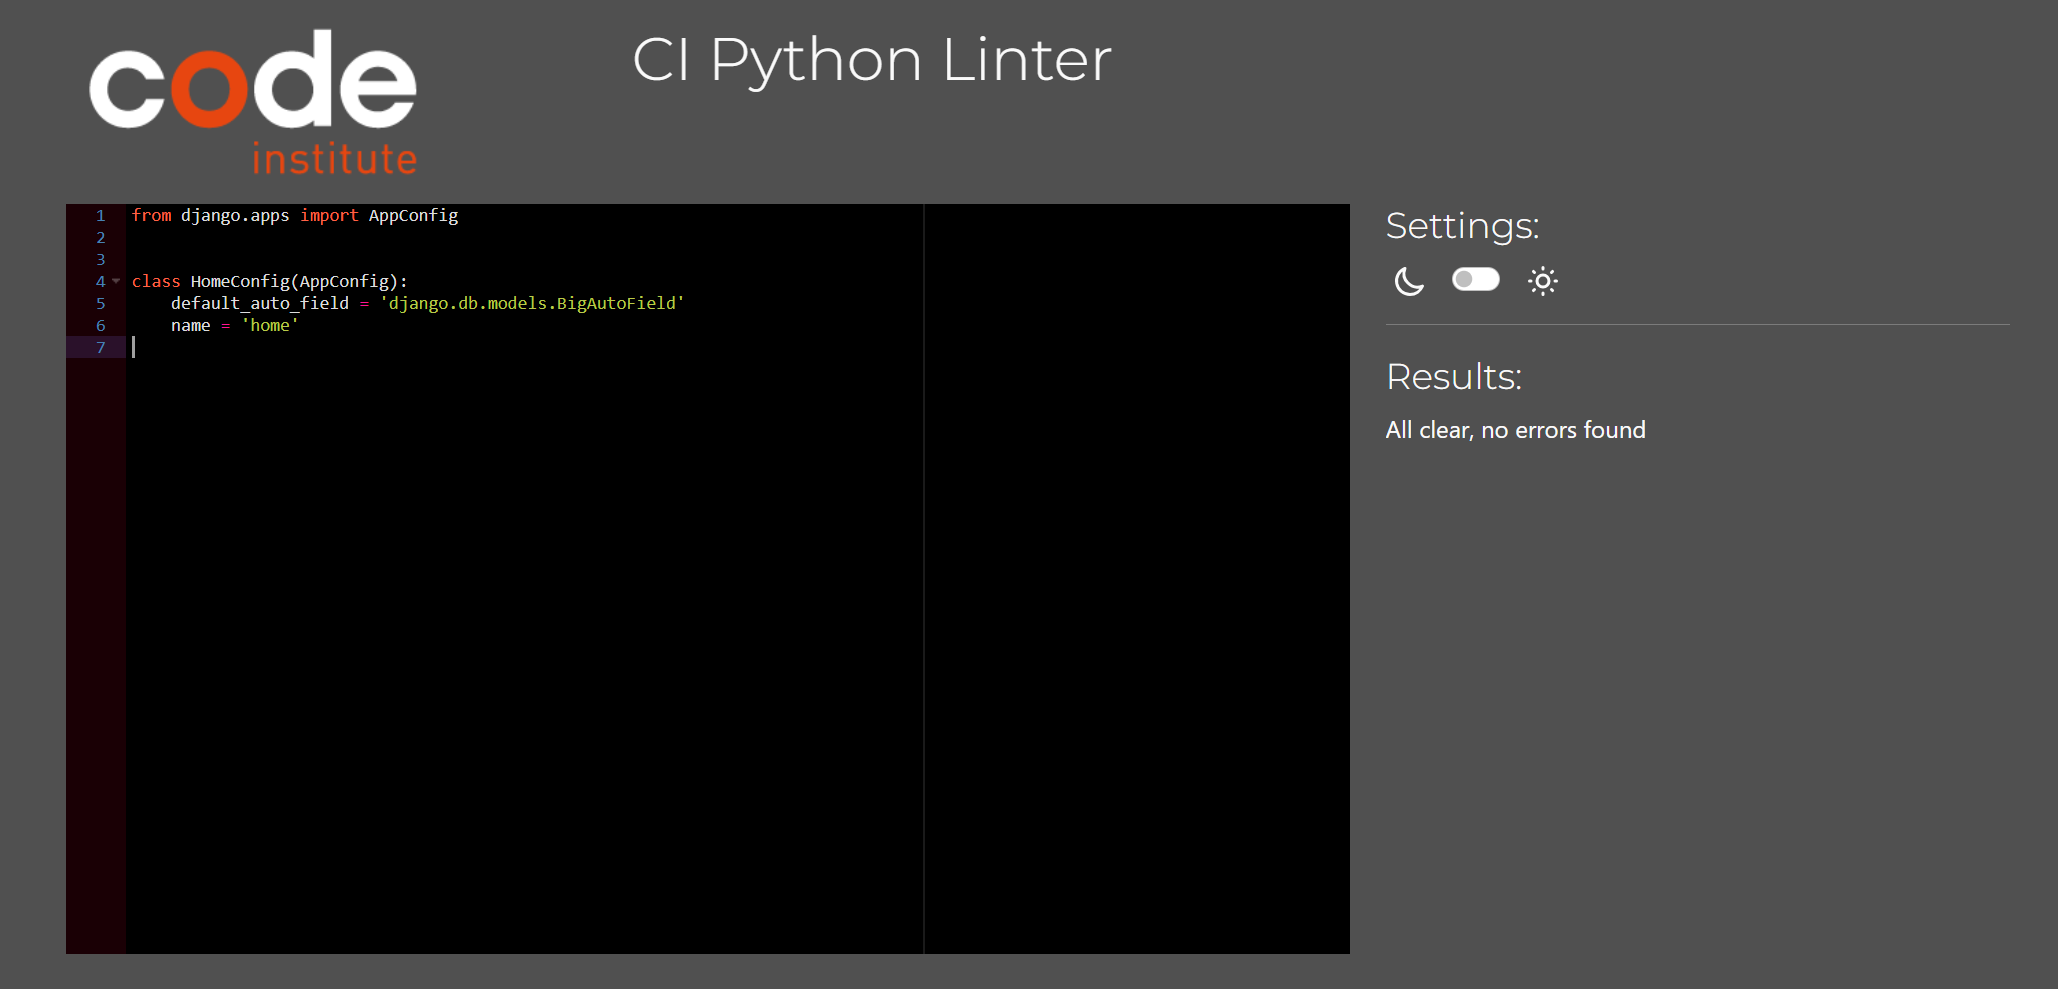 code
institute
CI Python Linter
1 from django.apps import AppConfig
2
3
4 class HomeConfig(AppConfig):
5     default_auto_field = 'django.db.models.BigAutoField'
6     name = 'home'
7
Settings:
Results:
All clear, no errors found